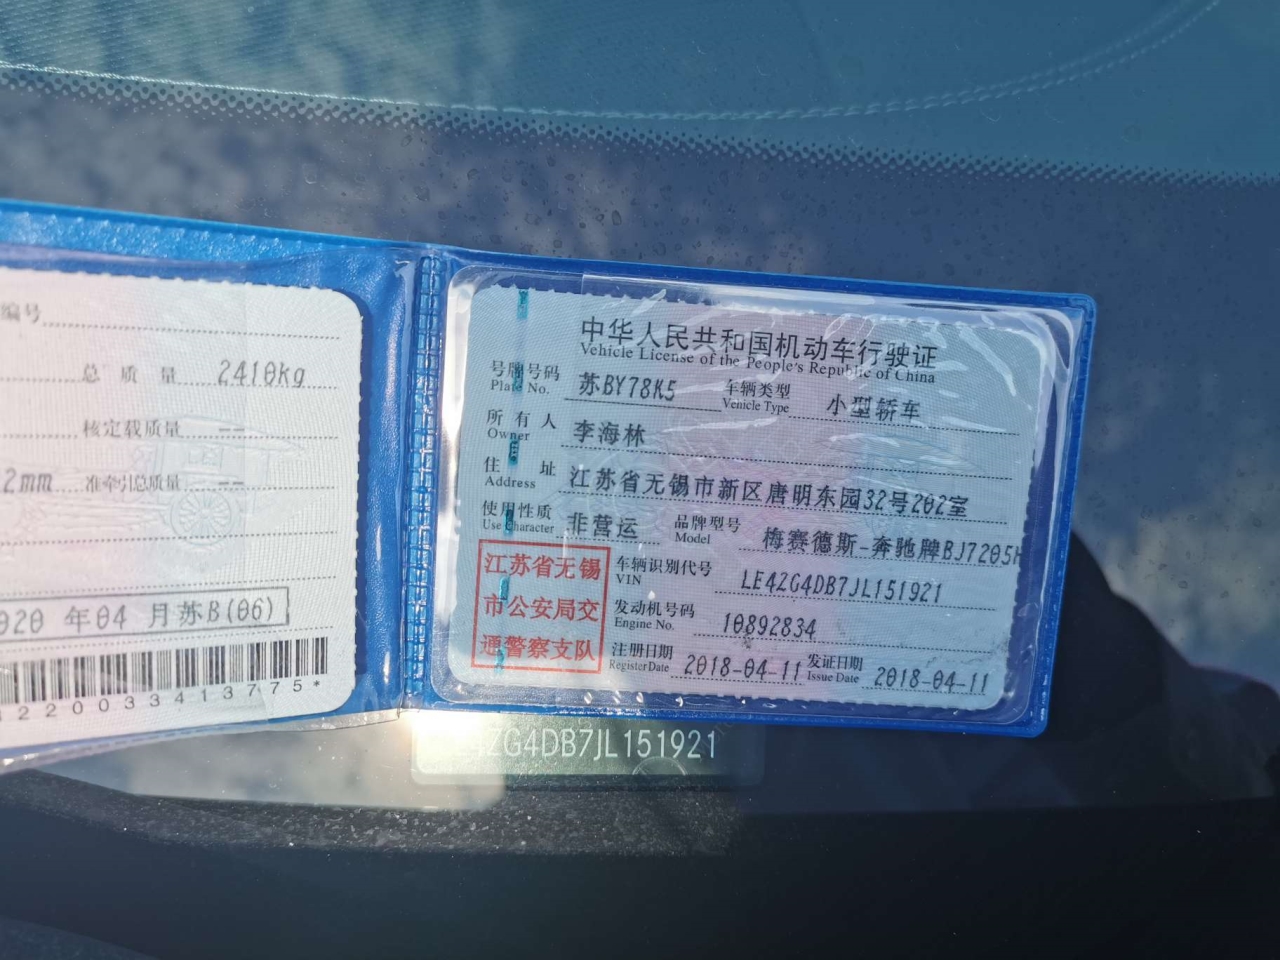 编号
总质量 2410kg
核定载质量 --
2mm 准牵引总质量 --
020 年04 月苏B(06)
220033413775*
中华人民共和国机动车行驶证
Vehicle License of the People's Republic of China
号牌号码 苏BY78K5 车辆类型 小型轿车
Plate No. Vehicle Type
所有人 李海林
Owner
住址 江苏省无锡市新区唐明东园32号202室
Address
使用性质 非营运 品牌型号 梅赛德斯-奔驰牌BJ7205H
Use Character Model
江苏省无锡
市公安局交
通警察支队
车辆识别代号 LE4ZG4DB7JL151921
VIN
发动机号码 10892834
Engine No.
注册日期 2018-04-11 发证日期 2018-04-11
Register Date Issue Date
4ZG4DB7JL151921